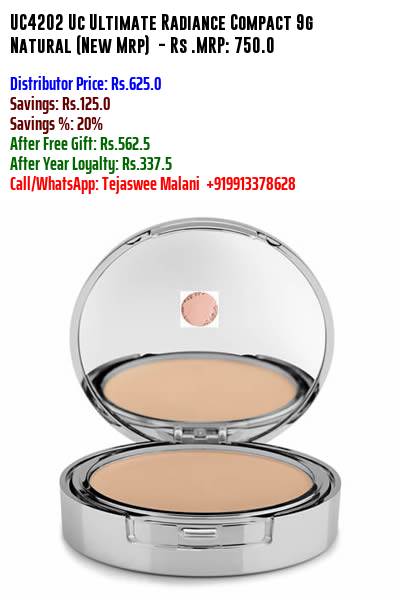 UC4202 Uc Ultimate Radiance Compact 9g
Natural (New Mrp) - Rs .MRP: 750.0
Distributor Price: Rs.625.0
Savings: Rs.125.0
Savings %: 20%
After Free Gift: Rs.562.5
After Year Loyalty: Rs.337.5
Call/WhatsApp: Tejaswee Malani +919913378628